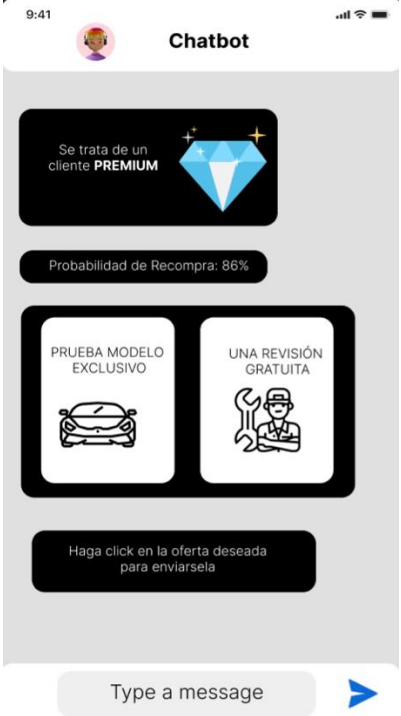 9:41
Chatbot
Se trata de un
cliente PREMIUM
Probabilidad de Recompra: 86%
PRUEBA MODELO
EXCLUSIVO
UNA REVISIÓN
GRATUITA
Haga click en la oferta deseada
para enviarsela
Type a message